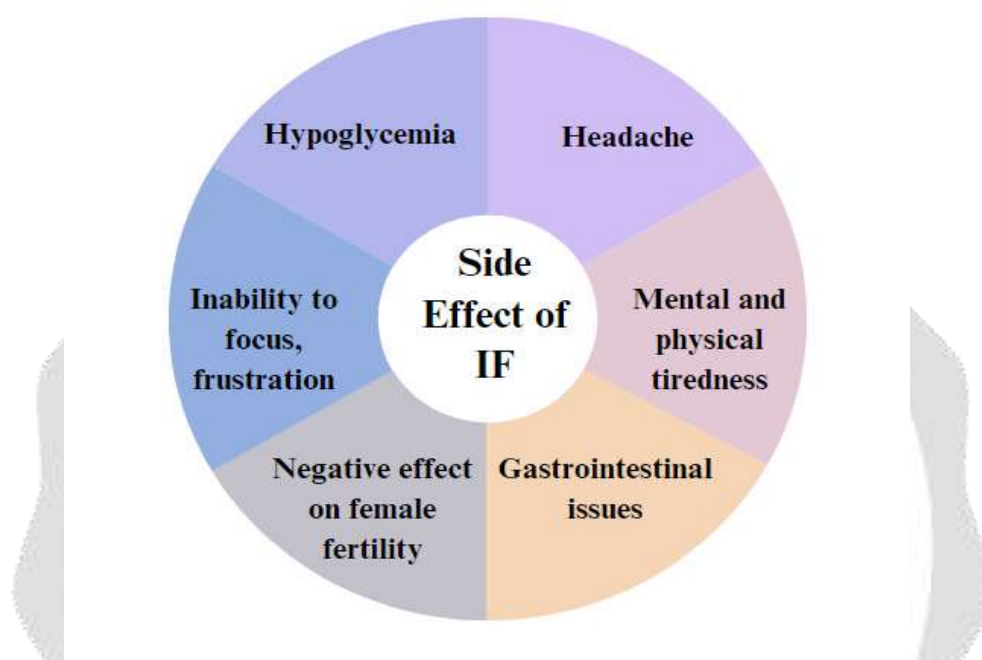 Hypoglycemia
Headache
Side
Effect of
IF
Inability to
focus,
frustration
Mental and
physical
tiredness
Negative effect
on female
fertility
Gastrointestinal
issues